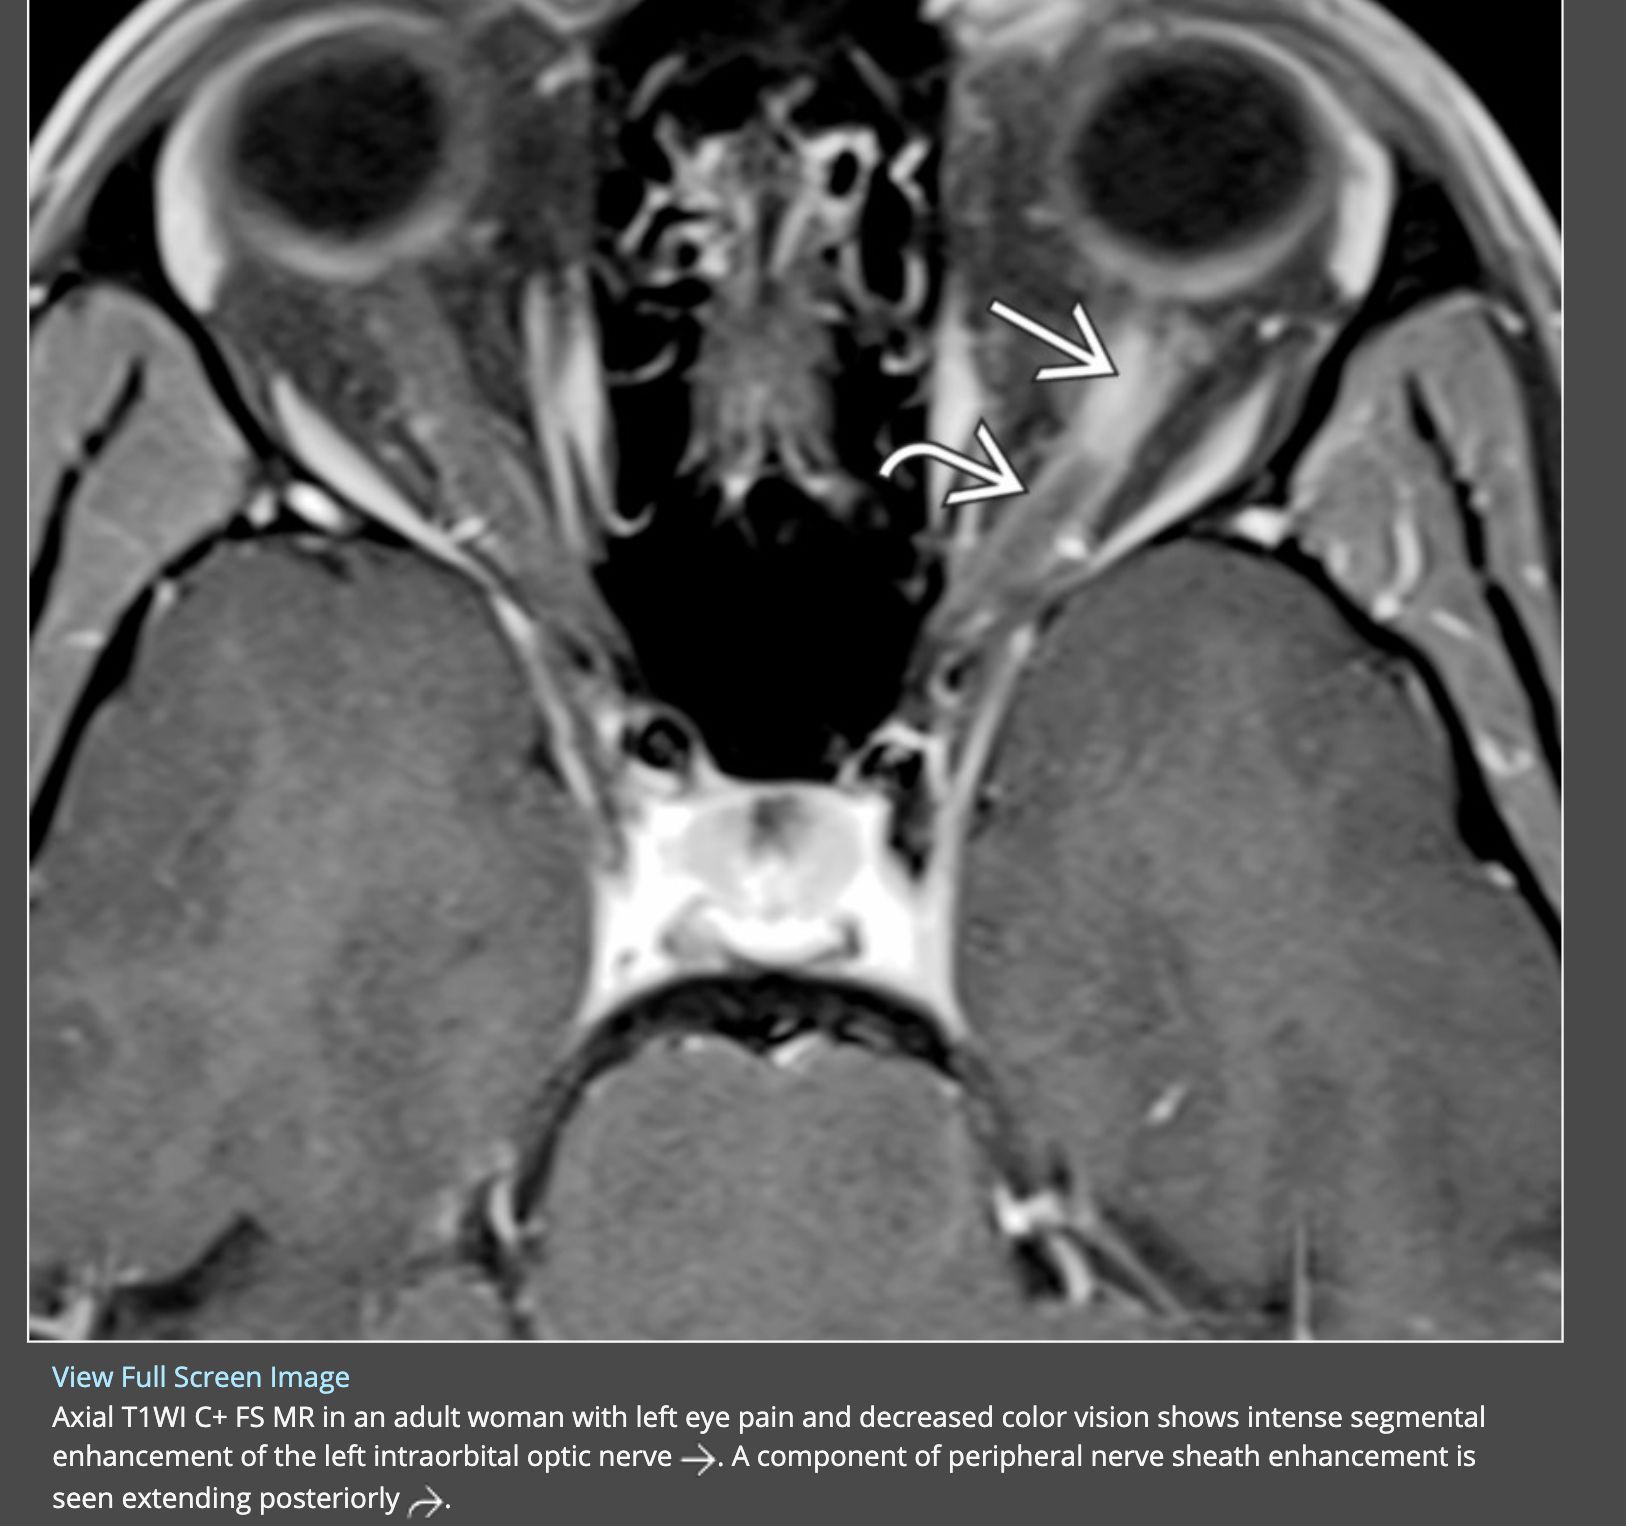 View Full Screen Image
Axial T1WI C+ FS MR in an adult woman with left eye pain and decreased color vision shows intense segmental
enhancement of the left intraorbital optic nerve →. A component of peripheral nerve sheath enhancement is
seen extending posteriorly ↷.